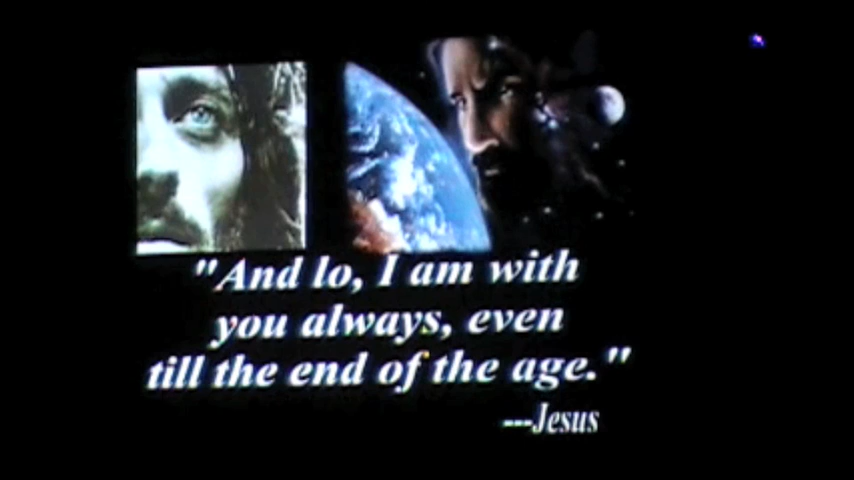 "And lo, I am with
you always, even
till the end of the age."
---Jesus